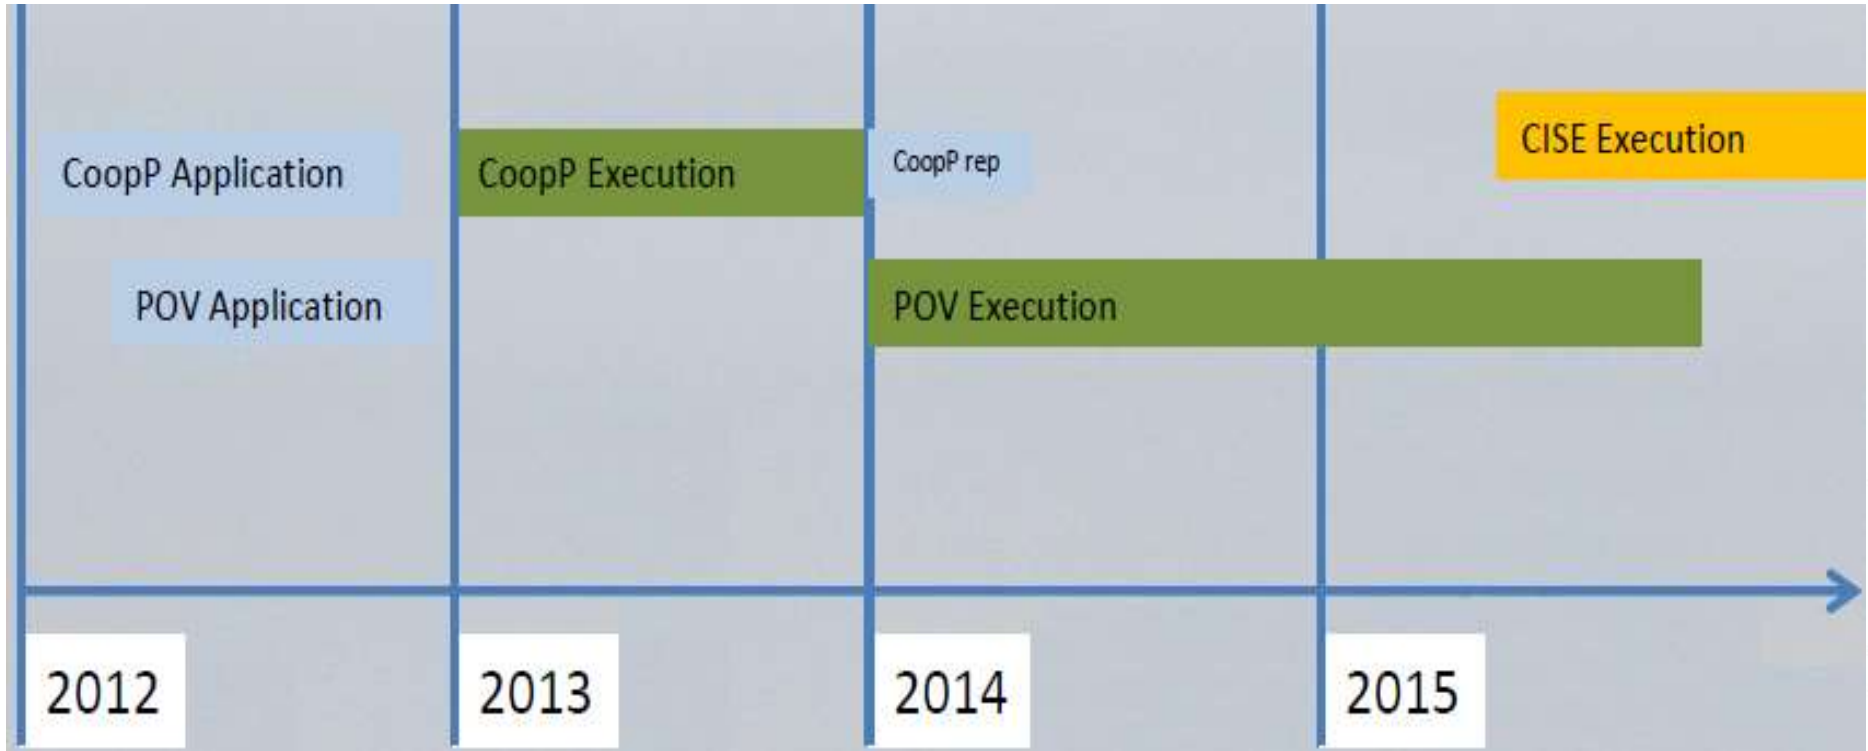 CISE Execution
CoopP Application
CoopP Execution
CoopP rep
POV Application
POV Execution
2012
2013
2014
2015